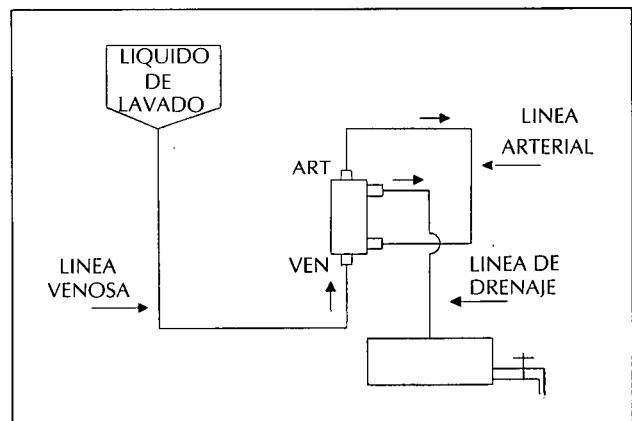 LIQUIDO
DE
LAVADO
LINEA
ARTERIAL
ART
VEN
LINEA
VENOSA
LINEA DE
DRENAJE